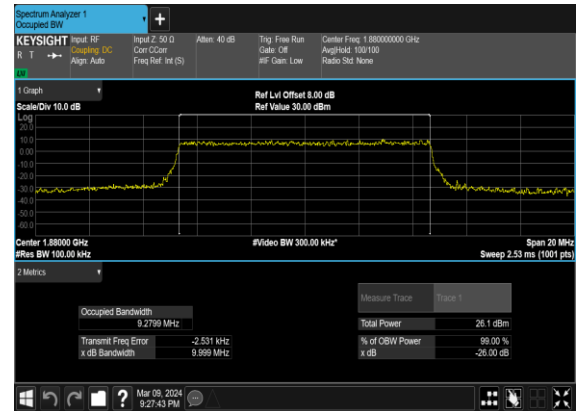 Spectrum Analyzer 1
Occupied BW
KEYSIGHT Input: RF Input Z: 50 Ω Atten: 40 dB Trig: Free Run Center Freq: 1.880000000 GHz
R T Coupling: DC Corr CCorr Gate: Off Avg|Hold: 100/100
Align: Auto Freq Ref: Int (S) #IF Gain: Low Radio Std: None
1 Graph
Ref Lvl Offset 8.00 dB
Scale/Div 10.0 dB Ref Value 30.00 dBm
Log
20.0
10.0
0.00
-10.0
-20.0
-30.0
-40.0
-50.0
-60.0
Center 1.88000 GHz #Video BW 300.00 kHz* Span 20 MHz
#Res BW 100.00 kHz Sweep 2.53 ms (1001 pts)
2 Metrics
Measure Trace Trace 1
Occupied Bandwidth
9.2799 MHz Total Power 26.1 dBm
Transmit Freq Error -2.531 kHz % of OBW Power 99.00 %
x dB Bandwidth 9.999 MHz x dB -26.00 dB
? Mar 09, 2024
9:27:43 PM